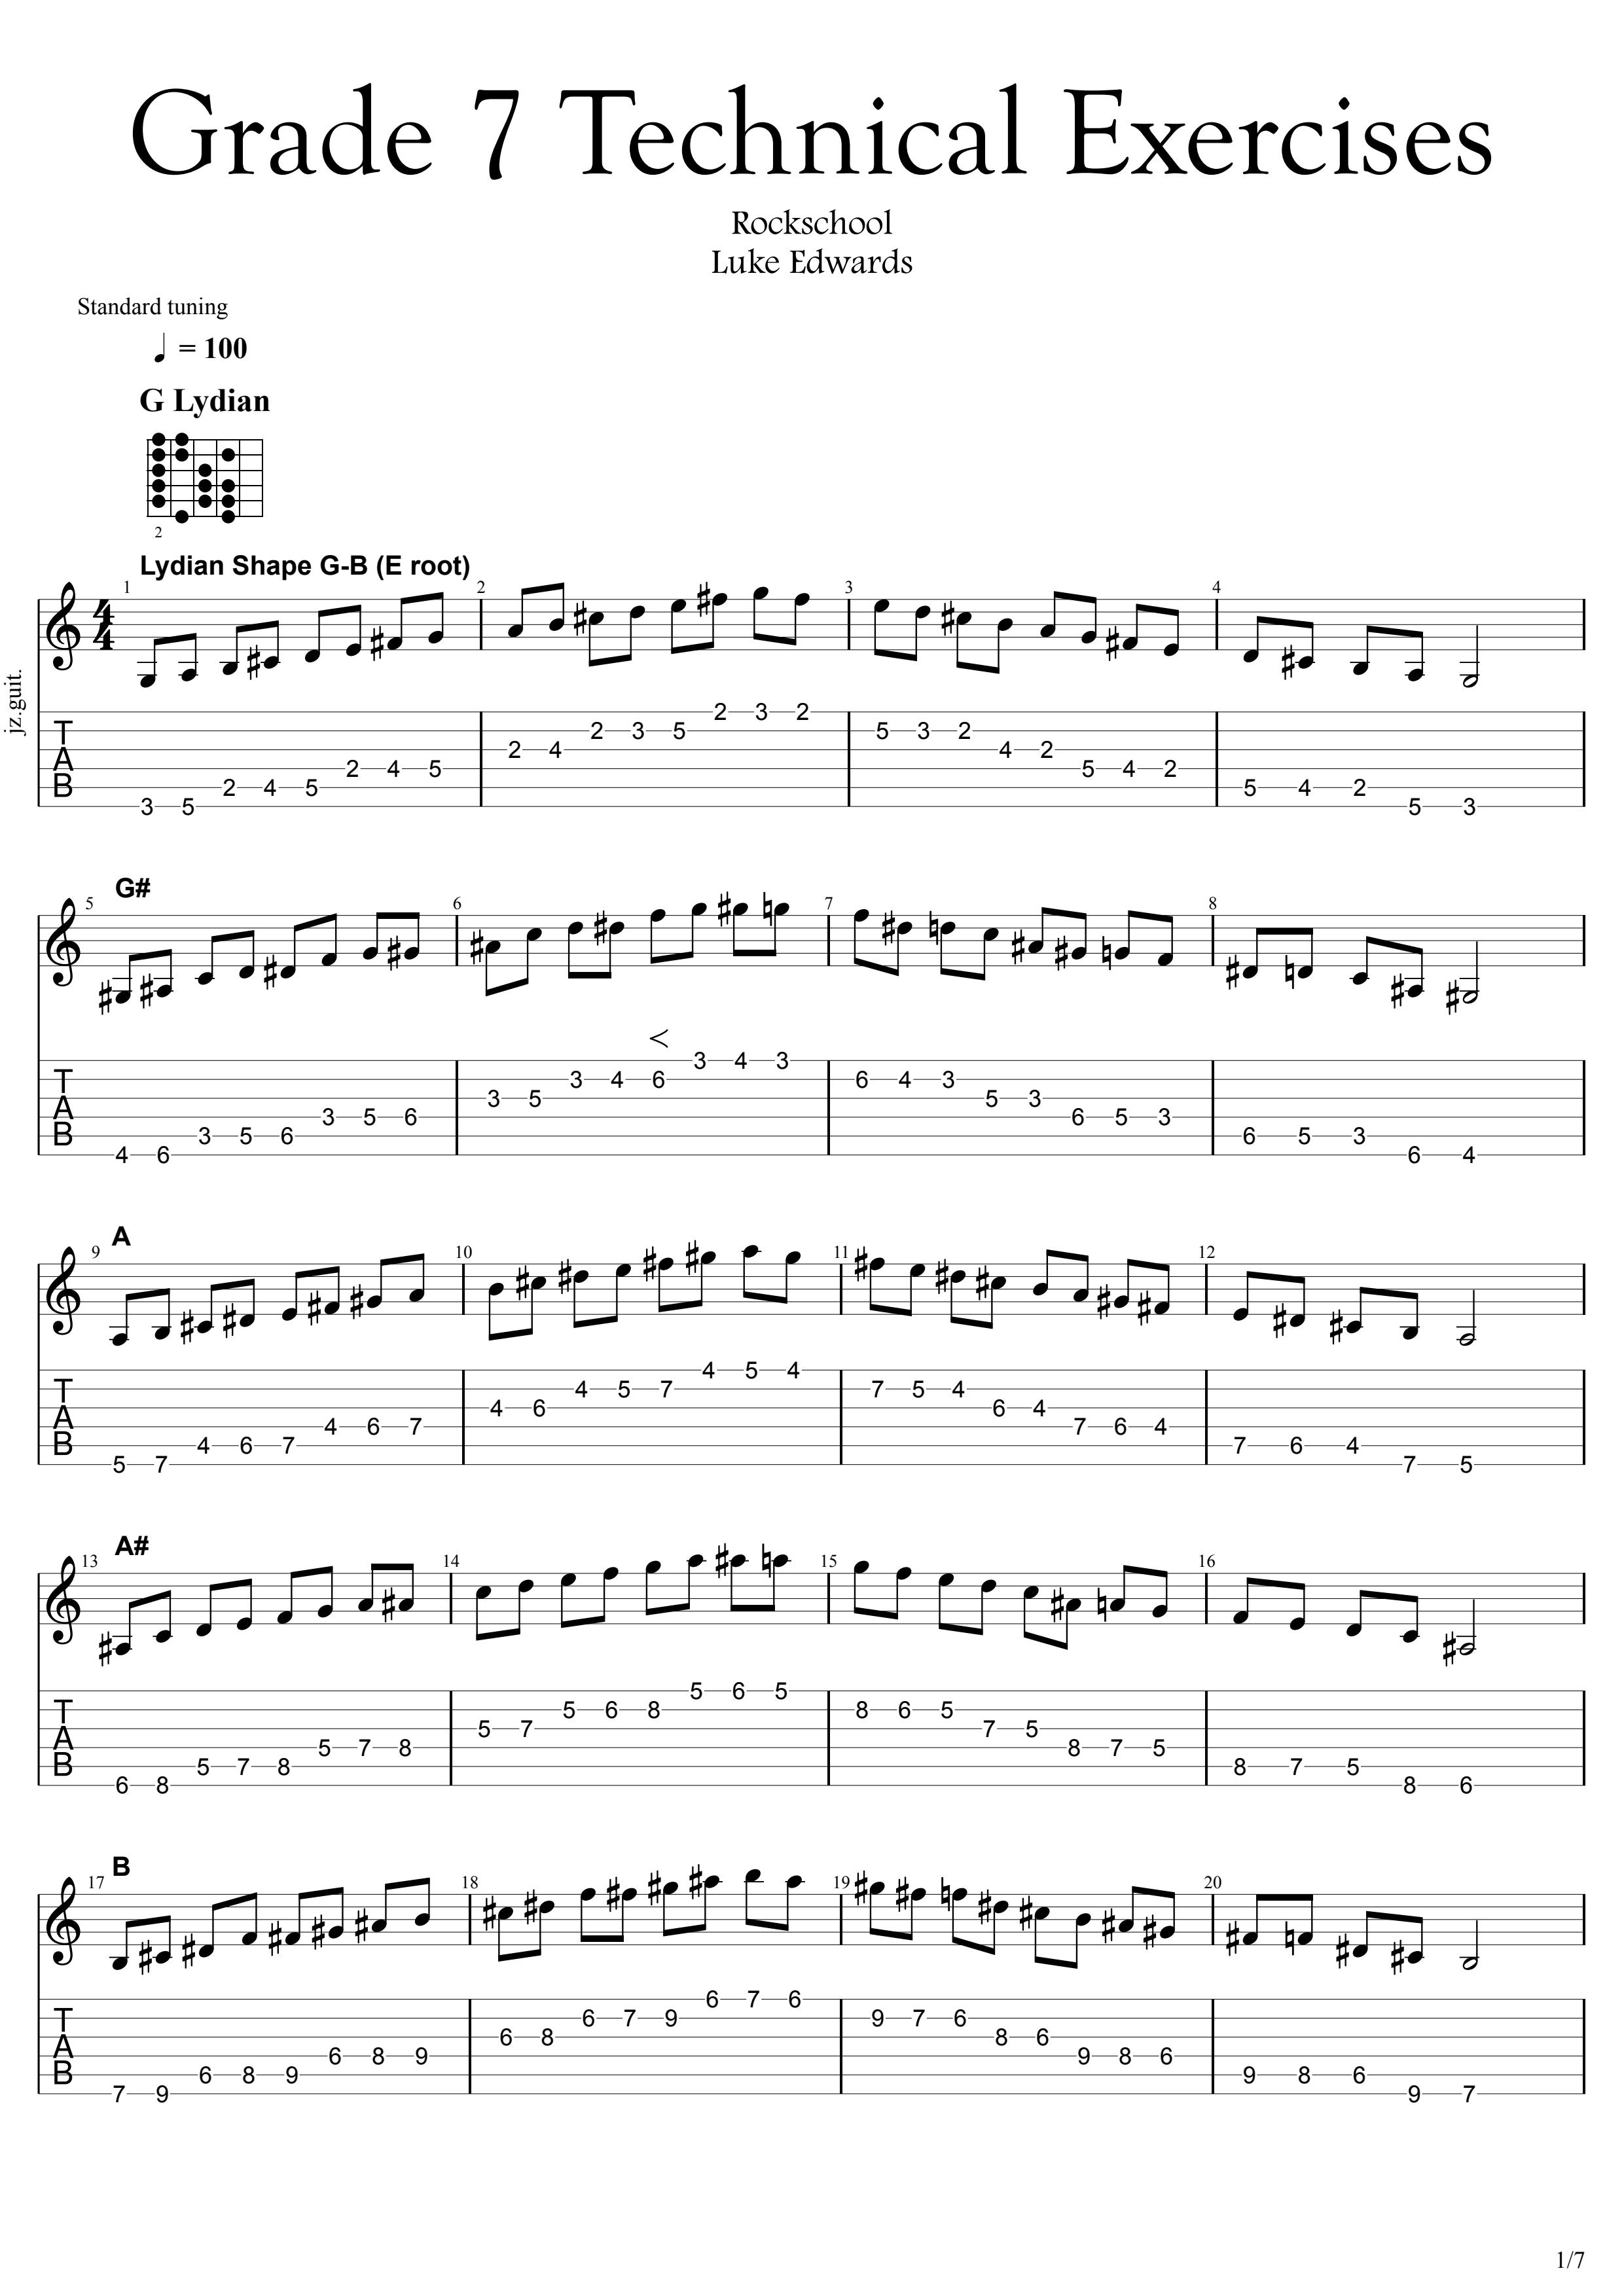 Grade 7 Technical Exercises
Rockschool
Luke Edwards
Standard tuning
= 100
G Lydian
2
Lydian Shape G-B (E root)
1 2 3 4
4
4
jz.guit.
T
A
B
2 3 2 5 3 2
2 3 5 4 2
2 4 2 4 5 5 4 2
2 4 5 5 4 2
3 5 5 3
G#
5 6 7 8
T
A
B
3 4 3
3 4 6 6 4 3
3 5 5 3
3 5 6 6 5 3
3 5 6 6 5 3
4 6 6 4
A
9 10 11 12
T
A
B
4 5 4
4 5 7 7 5 4
4 6 6 4
4 6 7 7 6 4
4 6 7 7 6 4
5 7 7 5
A#
13 14 15 16
T
A
B
5 6 5
5 6 8 8 6 5
5 7 7 5
5 7 8 8 7 5
5 7 8 8 7 5
6 8 8 6
B
17 18 19 20
T
A
B
6 7 6
6 7 9 9 7 6
6 8 8 6
6 8 9 9 8 6
6 8 9 9 8 6
7 9 9 7
1/7